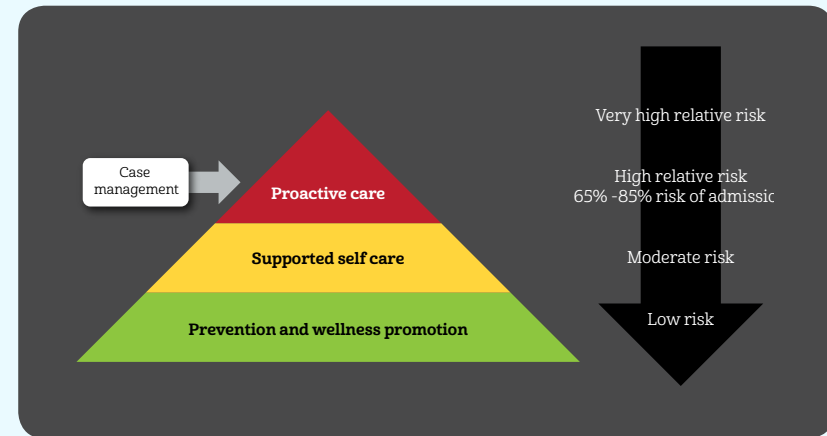 Case
management
Proactive care
Supported self care
Prevention and wellness promotion
Very high relative risk
High relative risk
65% -85% risk of admissic
Moderate risk
Low risk